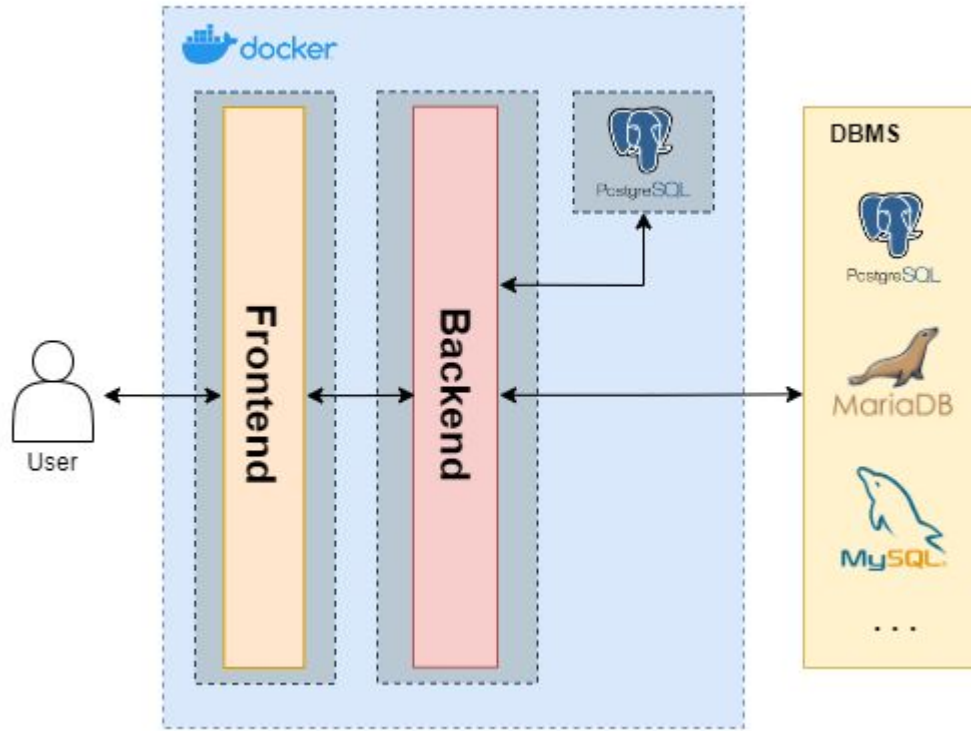 docker
PostgreSQL
DBMS
PostgreSQL
Frontend
Backend
MariaDB
User
MySQL
...